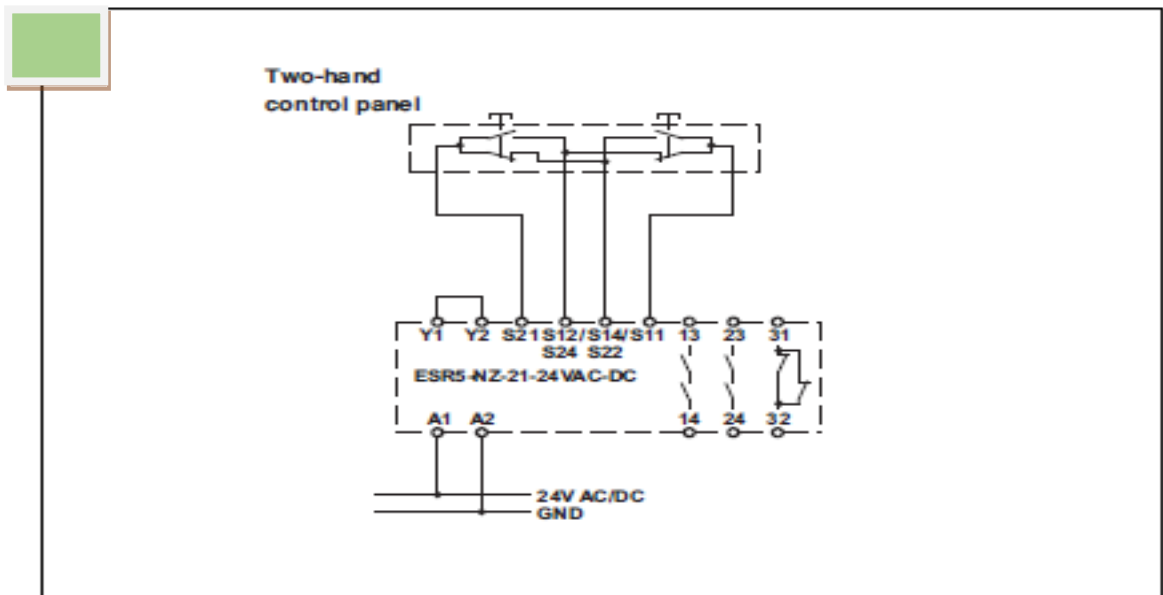 Two-hand
control panel
Y1 Y2 S21 S12/ S14/ S11 13 23 31
S24 S22
ESR5-NZ-21-24VAC-DC
A1 A2 14 24 32
24V AC/DC
GND